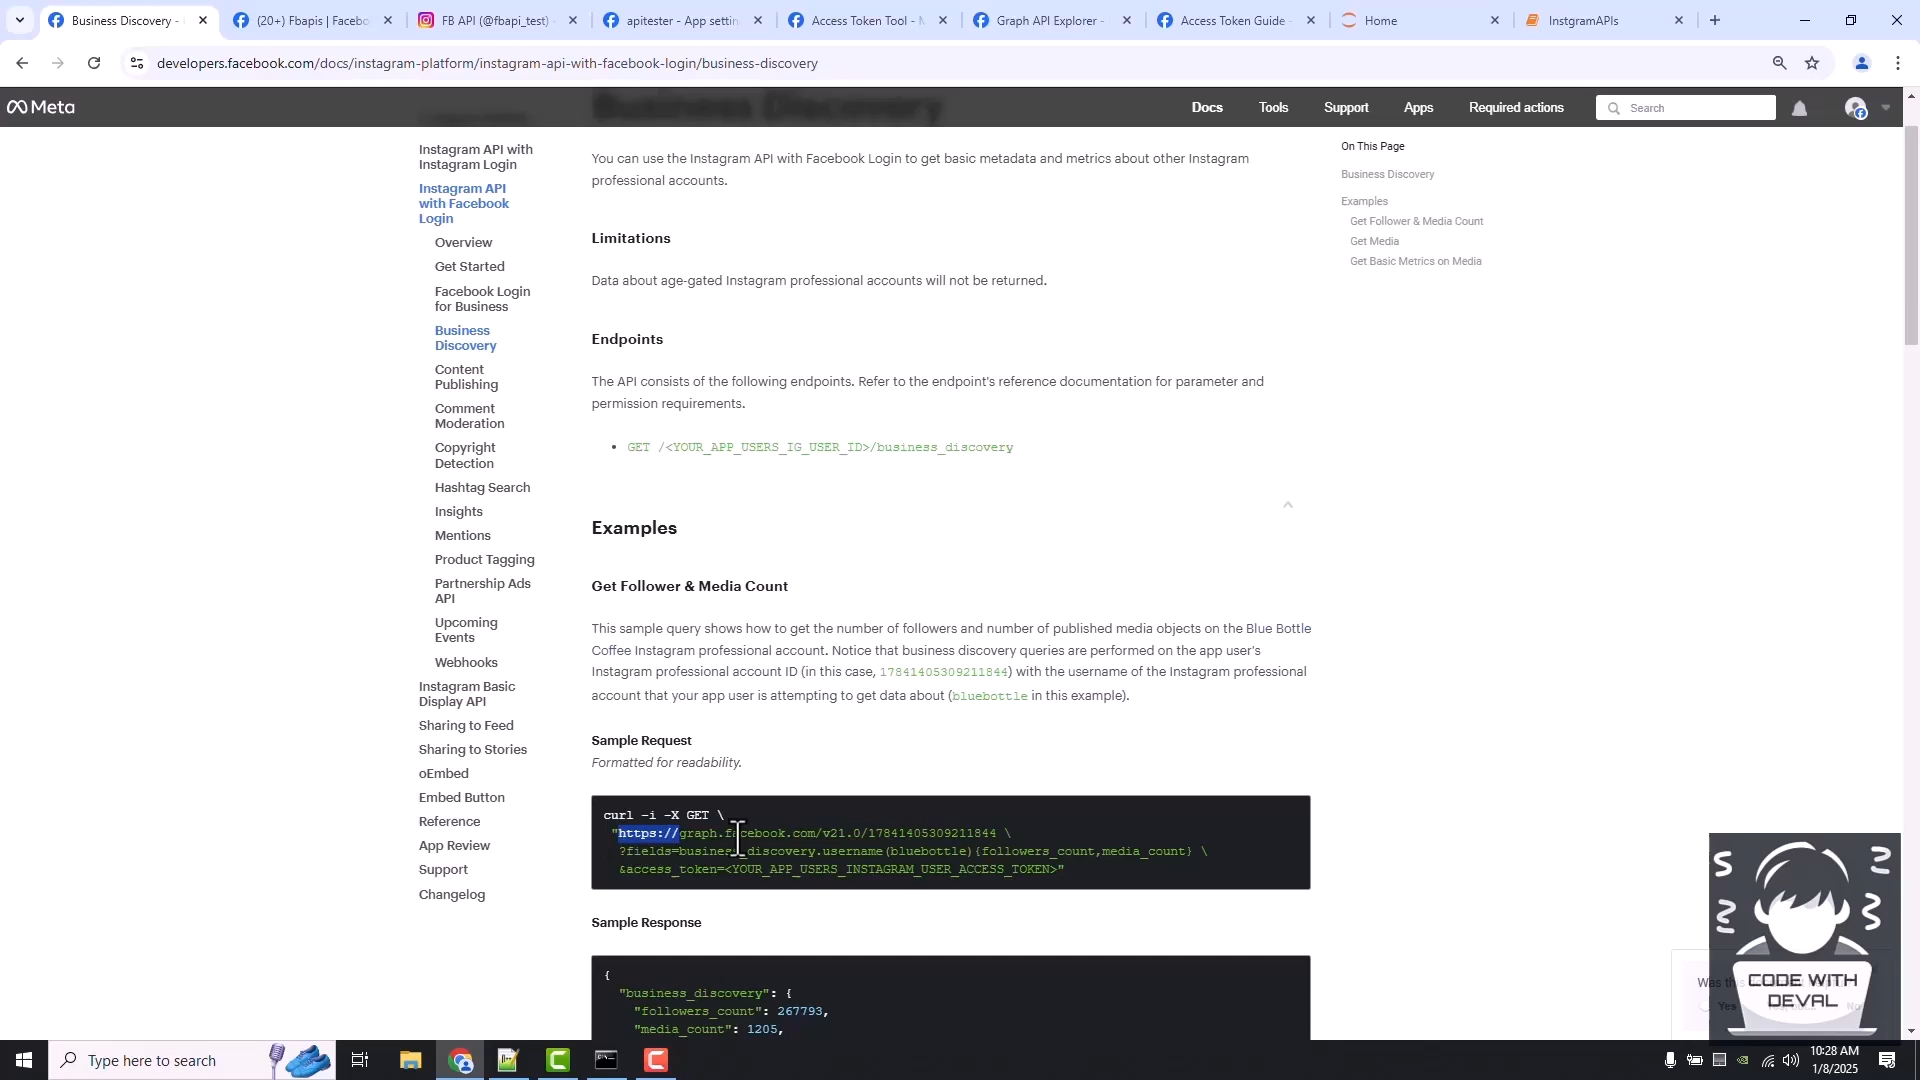 Business Discovery - i
(20+) Fbapis | Facebo
FB API (@fbapi_test) ·
apitester - App settin
Access Token Tool - M
Graph API Explorer -
Access Token Guide -
Home
InstgramAPIs
developers.facebook.com/docs/instagram-platform/instagram-api-with-facebook-login/business-discovery
Meta
Docs
Tools
Support
Apps
Required actions
Search
Instagram API with
Instagram Login
Instagram API
with Facebook
Login
Overview
Get Started
Facebook Login
for Business
Business
Discovery
Content
Publishing
Comment
Moderation
Copyright
Detection
Hashtag Search
Insights
Mentions
Product Tagging
Partnership Ads
API
Upcoming
Events
Webhooks
Instagram Basic
Display API
Sharing to Feed
Sharing to Stories
oEmbed
Embed Button
Reference
App Review
Support
Changelog
Business Discovery
You can use the Instagram API with Facebook Login to get basic metadata and metrics about other Instagram
professional accounts.
Limitations
Data about age-gated Instagram professional accounts will not be returned.
Endpoints
The API consists of the following endpoints. Refer to the endpoint's reference documentation for parameter and
permission requirements.
• GET /<YOUR_APP_USERS_IG_USER_ID>/business_discovery
Examples
Get Follower & Media Count
This sample query shows how to get the number of followers and number of published media objects on the Blue Bottle
Coffee Instagram professional account. Notice that business discovery queries are performed on the app user's
Instagram professional account ID (in this case, 17841405309211844) with the username of the Instagram professional
account that your app user is attempting to get data about (bluebottle in this example).
Sample Request
Formatted for readability.
curl -i -X GET \
"https://graph.facebook.com/v21.0/17841405309211844 \
?fields=business_discovery.username(bluebottle){followers_count,media_count} \
&access_token=<YOUR_APP_USERS_INSTAGRAM_USER_ACCESS_TOKEN>"
Sample Response
{
"business_discovery": {
"followers_count": 267793,
"media_count": 1205,
On This Page
Business Discovery
Examples
Get Follower & Media Count
Get Media
Get Basic Metrics on Media
CODE WITH
DEVAL
Type here to search
10:28 AM
1/8/2025